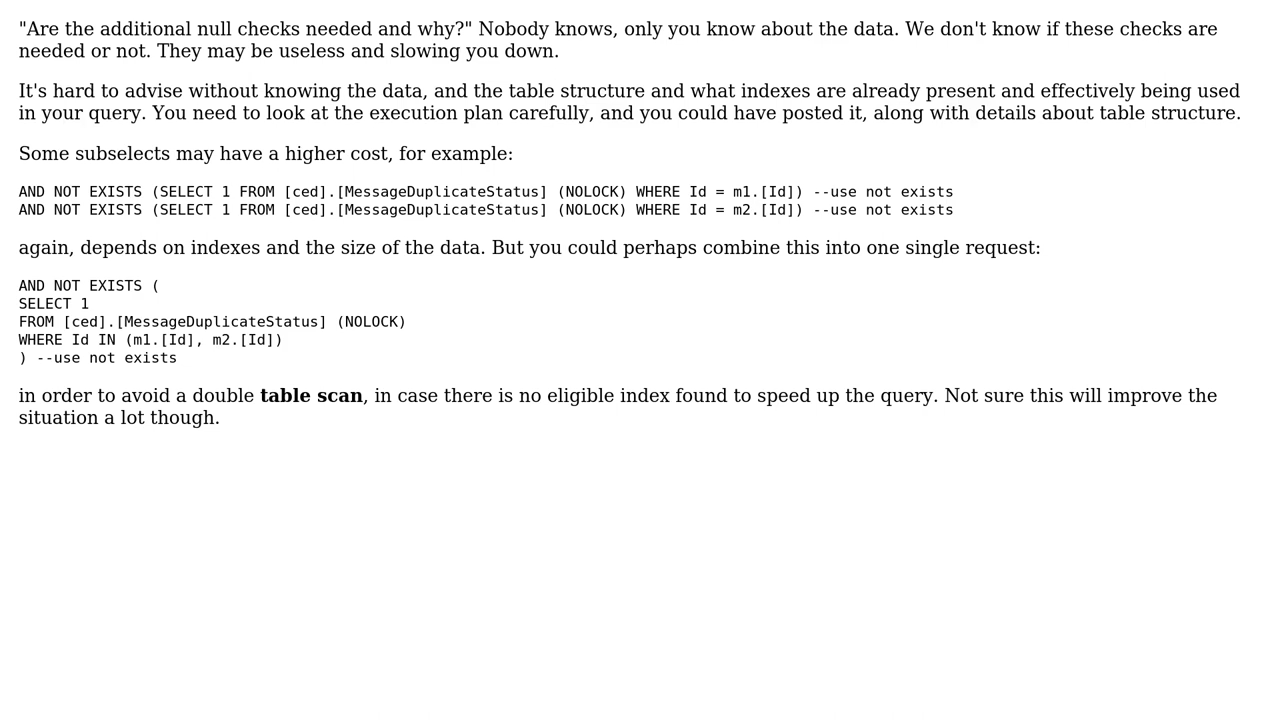 "Are the additional null checks needed and why?" Nobody knows, only you know about the data. We don't know if these checks are
needed or not. They may be useless and slowing you down.
It's hard to advise without knowing the data, and the table structure and what indexes are already present and effectively being used
in your query. You need to look at the execution plan carefully, and you could have posted it, along with details about table structure.
Some subselects may have a higher cost, for example:
AND NOT EXISTS (SELECT 1 FROM [ced].[MessageDuplicateStatus] (NOLOCK) WHERE Id = m1.[Id]) --use not exists
AND NOT EXISTS (SELECT 1 FROM [ced].[MessageDuplicateStatus] (NOLOCK) WHERE Id = m2.[Id]) --use not exists
again, depends on indexes and the size of the data. But you could perhaps combine this into one single request:
AND NOT EXISTS (
SELECT 1
FROM [ced].[MessageDuplicateStatus] (NOLOCK)
WHERE Id IN (m1.[Id], m2.[Id])
) --use not exists
in order to avoid a double table scan, in case there is no eligible index found to speed up the query. Not sure this will improve the
situation a lot though.